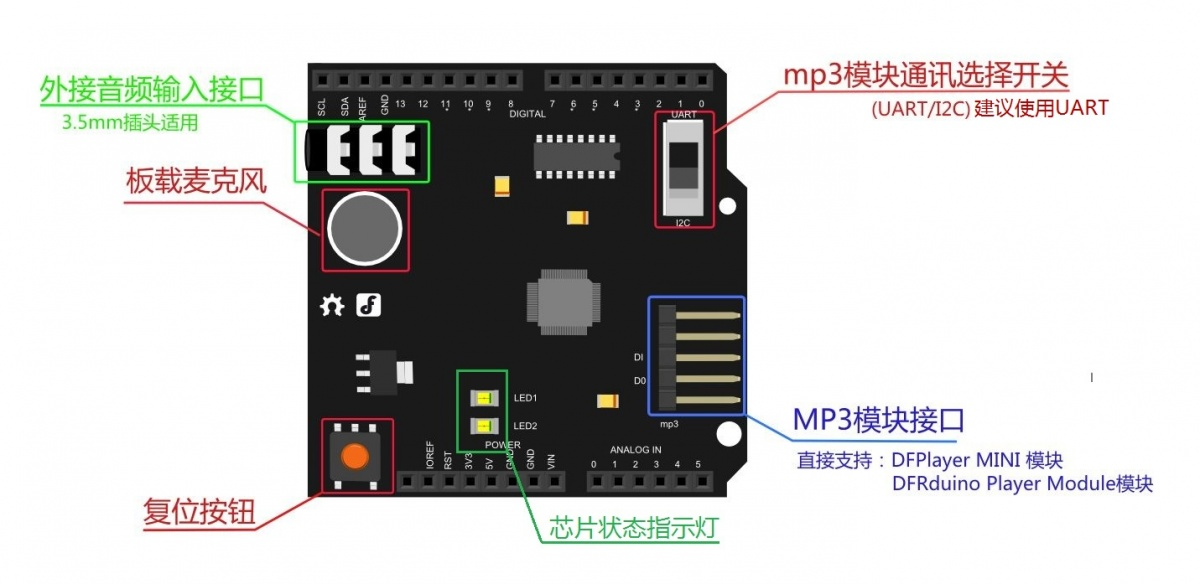 外接音频输入接口
3.5mm插头适用
板载麦克风
复位按钮
mp3模块通讯选择开关
(UART/I2C) 建议使用UART
MP3模块接口
直接支持：DFPlayer MINI 模块
DFRduino Player Module模块
芯片状态指示灯
SCL
SDA
AREF
GND
13
12
11*
10*
9*
8
7
6*
5*
4
3*
2
1
0
DIGITAL
UART
I2C
DI
DO
mp3
LED1
LED2
POWER
IOREF
RST
3V3
5V
GND
GND
VIN
ANALOG IN
0
1
2
3
4
5